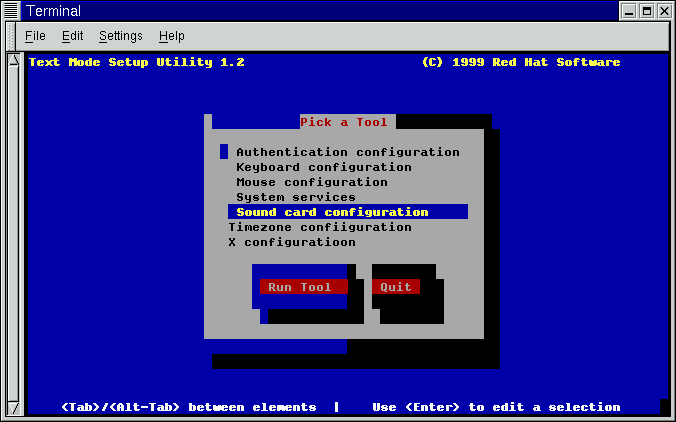 Terminal
File Edit Settings Help
Text Mode Setup Utility 1.2 (C) 1999 Red Hat Software
Pick a Tool
Authentication configuration
Keyboard configuration
Mouse configuration
System services
Sound card configuration
Timezone confiiguration
X configuratioon
Run Tool Quit
<Tab>/<Alt-Tab> between elements | Use <Enter> to edit a selection